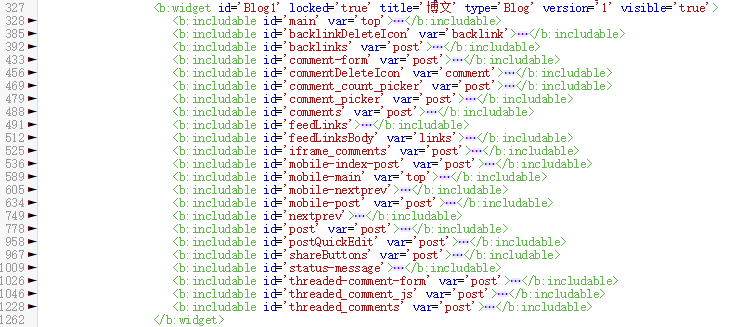 327 <b:widget id='Blog1' locked='true' title='博文' type='Blog' version='1' visible='true'>
328 ► <b:includable id='main' var='top'>⋯</b:includable>
385 ► <b:includable id='backlinkDeleteIcon' var='backlink'>⋯</b:includable>
392 ► <b:includable id='backlinks' var='post'>⋯</b:includable>
433 ► <b:includable id='comment-form' var='post'>⋯</b:includable>
456 ► <b:includable id='commentDeleteIcon' var='comment'>⋯</b:includable>
469 ► <b:includable id='comment_count_picker' var='post'>⋯</b:includable>
479 ► <b:includable id='comment_picker' var='post'>⋯</b:includable>
488 ► <b:includable id='comments' var='post'>⋯</b:includable>
491 ► <b:includable id='feedLinks'>⋯</b:includable>
512 ► <b:includable id='feedLinksBody' var='links'>⋯</b:includable>
525 ► <b:includable id='iframe_comments' var='post'>⋯</b:includable>
536 ► <b:includable id='mobile-index-post' var='post'>⋯</b:includable>
589 ► <b:includable id='mobile-main' var='top'>⋯</b:includable>
605 ► <b:includable id='mobile-nextprev'>⋯</b:includable>
634 ► <b:includable id='mobile-post' var='post'>⋯</b:includable>
749 ► <b:includable id='nextprev'>⋯</b:includable>
778 ► <b:includable id='post' var='post'>⋯</b:includable>
958 ► <b:includable id='postQuickEdit' var='post'>⋯</b:includable>
967 ► <b:includable id='shareButtons' var='post'>⋯</b:includable>
1009 ► <b:includable id='status-message'>⋯</b:includable>
1026 ► <b:includable id='threaded-comment-form' var='post'>⋯</b:includable>
1046 ► <b:includable id='threaded_comment_js' var='post'>⋯</b:includable>
1228 ► <b:includable id='threaded_comments' var='post'>⋯</b:includable>
1262 </b:widget>